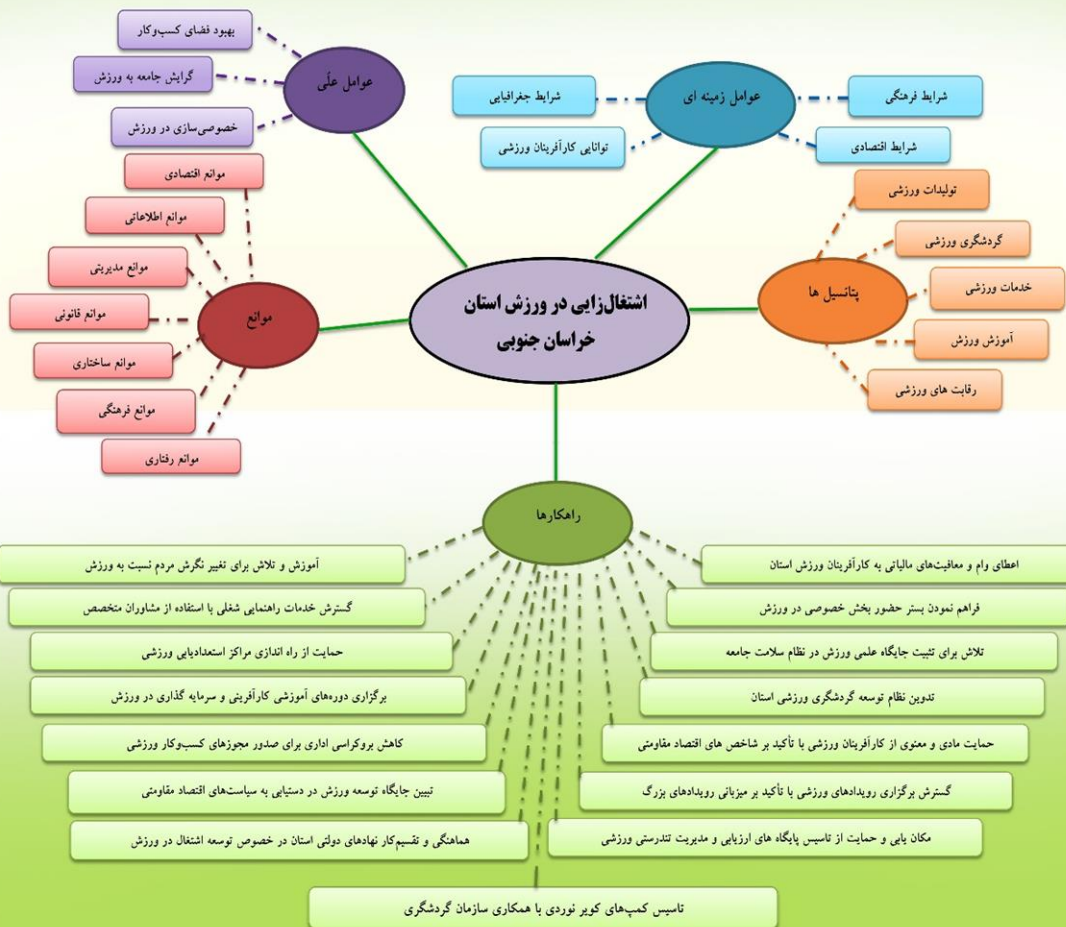 اشتغال‌زایی در ورزش استان
خراسان جنوبی
عوامل زمینه ای
شرایط فرهنگی
شرایط اقتصادی
شرایط جغرافیایی
توانایی کارآفرینان ورزشی
عوامل علّی
بهبود فضای کسب‌وکار
گرایش جامعه به ورزش
خصوصی‌سازی در ورزش
پتانسیل ها
تولیدات ورزشی
گردشگری ورزشی
خدمات ورزشی
آموزش ورزش
رقابت های ورزشی
موانع
موانع اقتصادی
موانع اطلاعاتی
موانع مدیریتی
موانع قانونی
موانع ساختاری
موانع فرهنگی
موانع رفتاری
راهکارها
اعطای وام و معافیت‌های مالیاتی به کارآفرینان ورزش استان
فراهم نمودن بستر حضور بخش خصوصی در ورزش
تلاش برای تثبیت جایگاه علمی ورزش در نظام سلامت جامعه
تدوین نظام توسعه گردشگری ورزشی استان
حمایت مادی و معنوی از کارآفرینان ورزشی با تأکید بر شاخص های اقتصاد مقاومتی
گسترش برگزاری رویدادهای ورزشی با تأکید بر میزبانی رویدادهای بزرگ
مکان یابی و حمایت از تاسیس پایگاه های ارزیابی و مدیریت تندرستی ورزشی
آموزش و تلاش برای تغییر نگرش مردم نسبت به ورزش
گسترش خدمات راهنمایی شغلی با استفاده از مشاوران متخصص
حمایت از راه اندازی مراکز استعدادیابی ورزشی
برگزاری دوره‌های آموزشی کارآفرینی و سرمایه گذاری در ورزش
کاهش بروکراسی اداری برای صدور مجوزهای کسب‌وکار ورزشی
تبیین جایگاه توسعه ورزش در دستیابی به سیاست‌های اقتصاد مقاومتی
هماهنگی و تقسیم‌کار نهادهای دولتی استان در خصوص توسعه اشتغال در ورزش
تاسیس کمپ‌های کویر نوردی با همکاری سازمان گردشگری